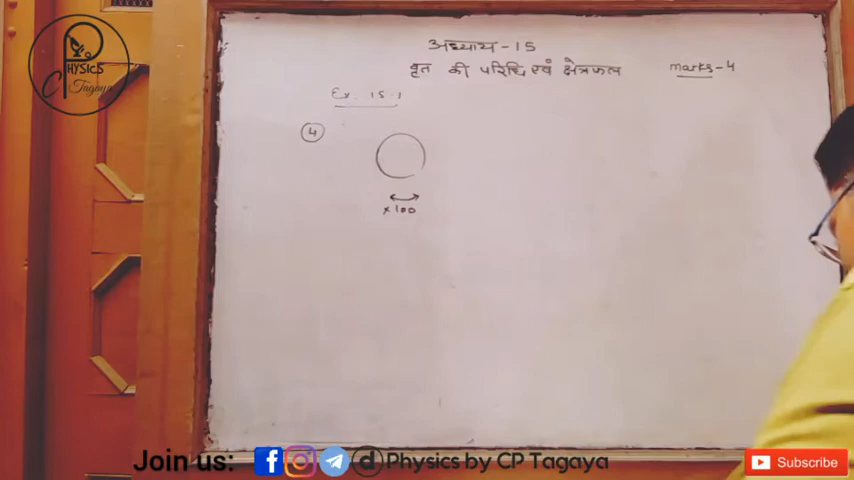 अध्याय - 15
वृत की परिधि एवं क्षेत्रफल marks-4
Ex. 15.1
4
×100
PHYSICS
CP Tagaya
Join us: f d Physics by CP Tagaya
Subscribe